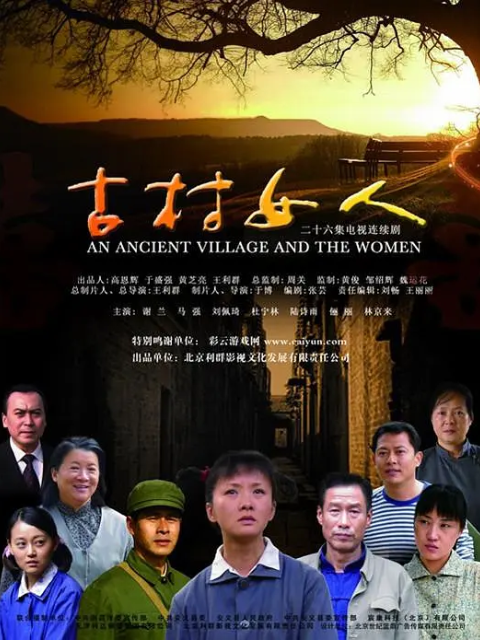 古村女人
二十六集电视连续剧
AN ANCIENT VILLAGE AND THE WOMEN
出品人:高恩辉 于盛强 黄芝亮 王利群 总监制:周关 监制:黄俊 邹绍辉 魏运花
总制片人、总导演:王利群 制片人、导演:于博 编剧:张芸 责任编辑:刘畅 王丽丽
主演:谢兰 马强 刘佩琦 杜宁林 陆诗雨 俪刚 林京来
特别鸣谢单位: 彩云游戏网 www.caiyun.com
出品单位:北京利群影视文化发展有限责任公司